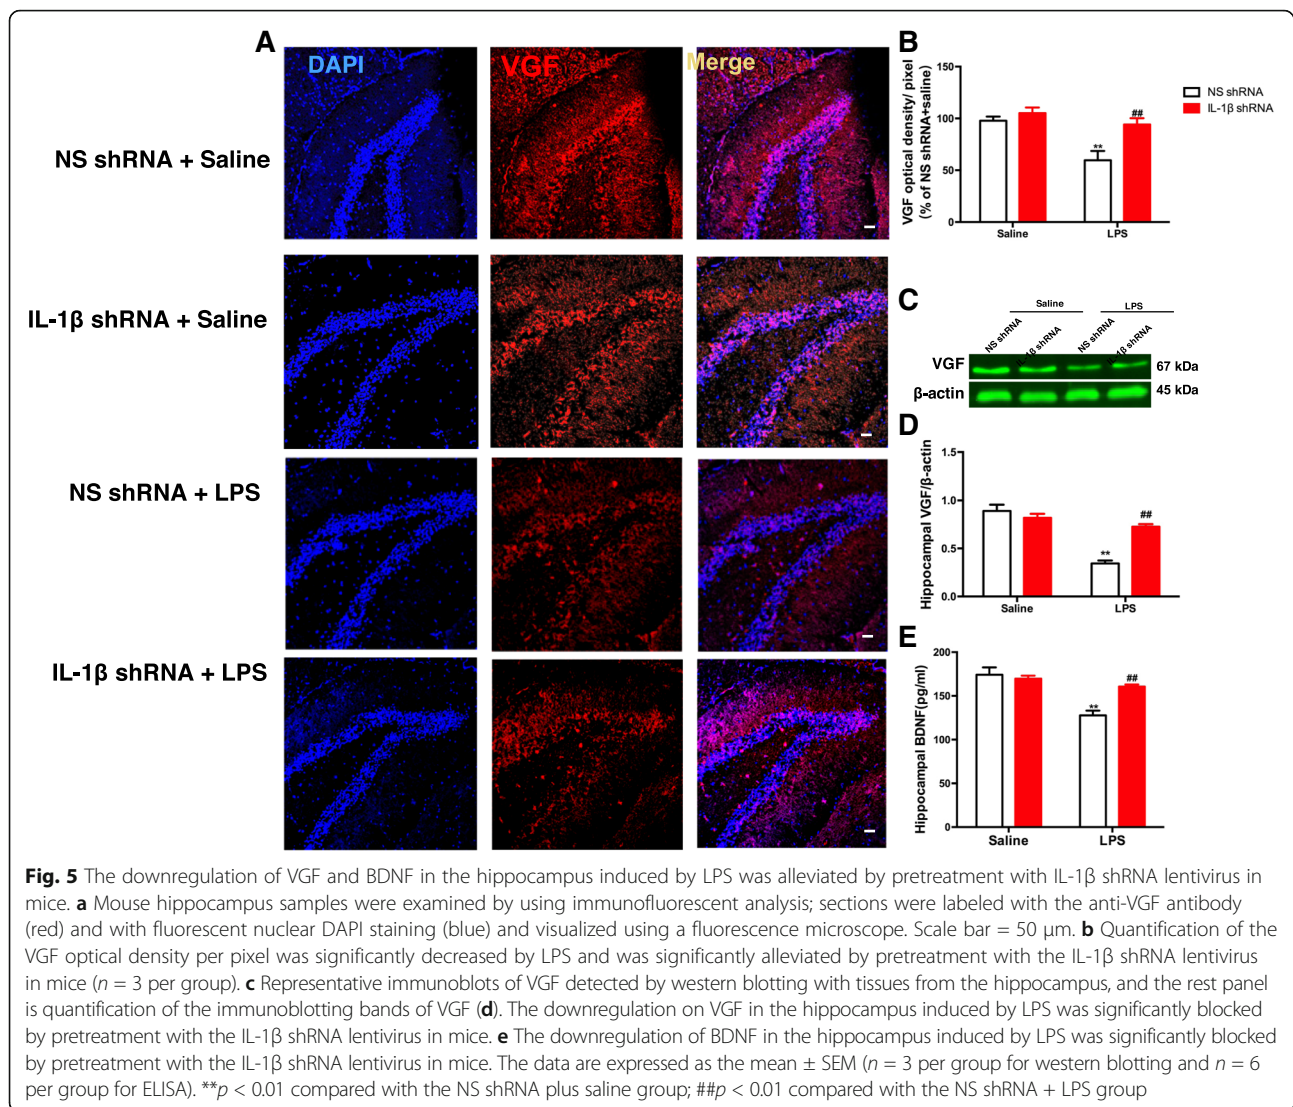 A
DAPI
VGF
Merge
NS shRNA + Saline
IL-1β shRNA + Saline
NS shRNA + LPS
IL-1β shRNA + LPS
B
VGF optical density/ pixel
(% of NS shRNA+saline)
150
100
50
0
**
##
Saline
LPS
NS shRNA
IL-1β shRNA
C
Saline
LPS
NS shRNA
IL-1β shRNA
NS shRNA
IL-1β shRNA
VGF
67 kDa
β-actin
45 kDa
D
Hippocampal VGF/β-actin
1.5
1.0
0.5
0.0
**
##
Saline
LPS
E
Hippocampal BDNF(pg/ml)
200
150
100
50
0
**
##
Saline
LPS
Fig. 5 The downregulation of VGF and BDNF in the hippocampus induced by LPS was alleviated by pretreatment with IL-1β shRNA lentivirus in
mice. a Mouse hippocampus samples were examined by using immunofluorescent analysis; sections were labeled with the anti-VGF antibody
(red) and with fluorescent nuclear DAPI staining (blue) and visualized using a fluorescence microscope. Scale bar = 50 μm. b Quantification of the
VGF optical density per pixel was significantly decreased by LPS and was significantly alleviated by pretreatment with the IL-1β shRNA lentivirus
in mice (n = 3 per group). c Representative immunoblots of VGF detected by western blotting with tissues from the hippocampus, and the rest panel
is quantification of the immunoblotting bands of VGF (d). The downregulation on VGF in the hippocampus induced by LPS was significantly blocked
by pretreatment with the IL-1β shRNA lentivirus in mice. e The downregulation of BDNF in the hippocampus induced by LPS was significantly blocked
by pretreatment with the IL-1β shRNA lentivirus in mice. The data are expressed as the mean ± SEM (n = 3 per group for western blotting and n = 6
per group for ELISA). **p < 0.01 compared with the NS shRNA plus saline group; ##p < 0.01 compared with the NS shRNA + LPS group